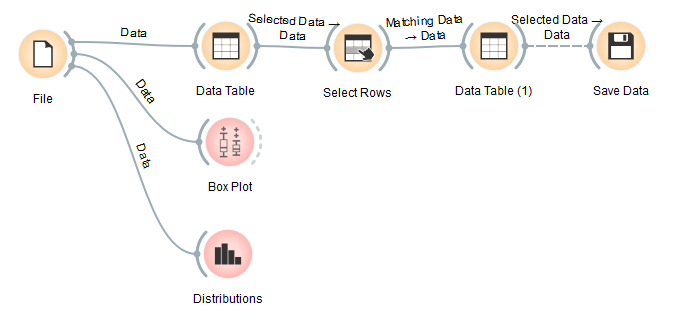 Data
Selected Data →
Data
Matching Data
→ Data
Selected Data →
Data
File
Data Table
Select Rows
Data Table (1)
Save Data
Data
Box Plot
Data
Distributions